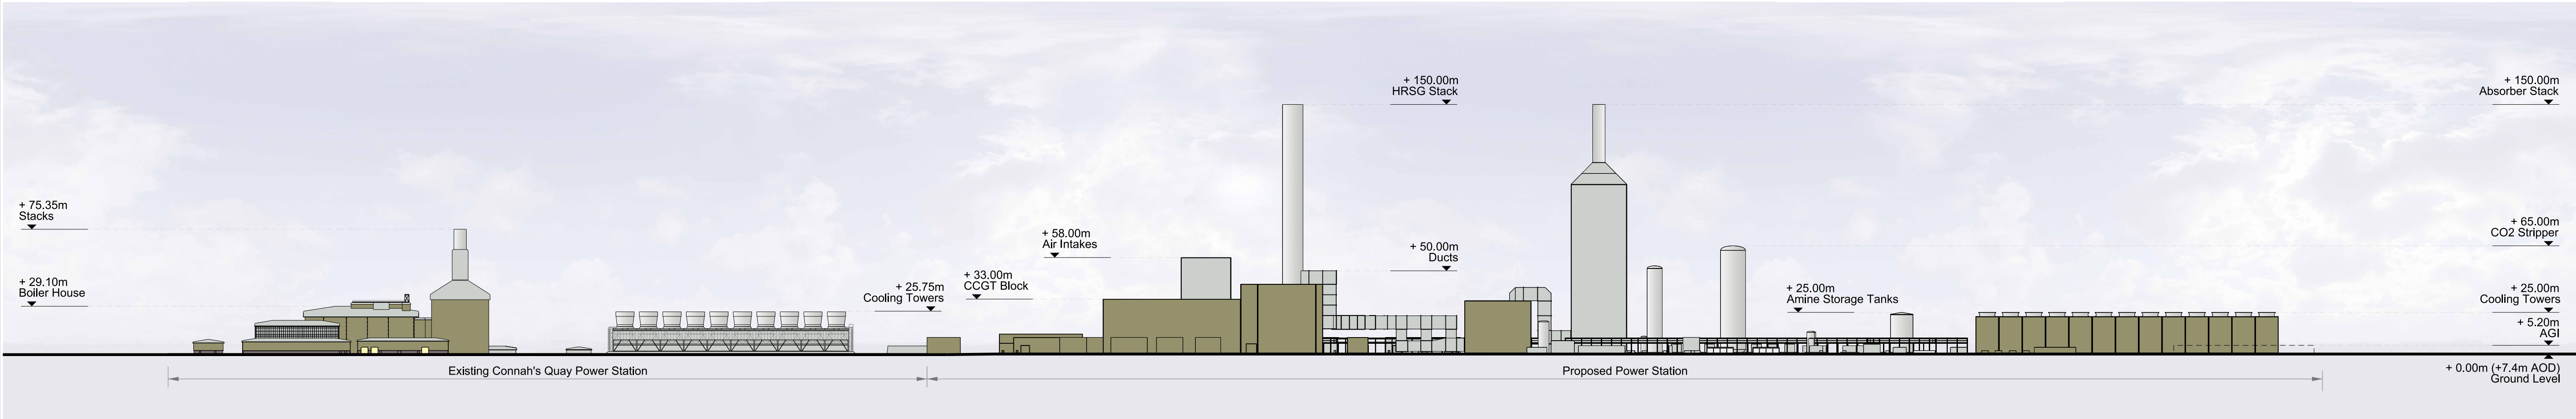 + 75.35m
Stacks
+ 29.10m
Boiler House
+ 25.75m
Cooling Towers
+ 33.00m
CCGT Block
+ 58.00m
Air Intakes
+ 150.00m
HRSG Stack
+ 50.00m
Ducts
+ 25.00m
Amine Storage Tanks
+ 150.00m
Absorber Stack
+ 65.00m
CO2 Stripper
+ 25.00m
Cooling Towers
+ 5.20m
AGI
+ 0.00m (+7.4m AOD)
Ground Level
Existing Connah's Quay Power Station
Proposed Power Station